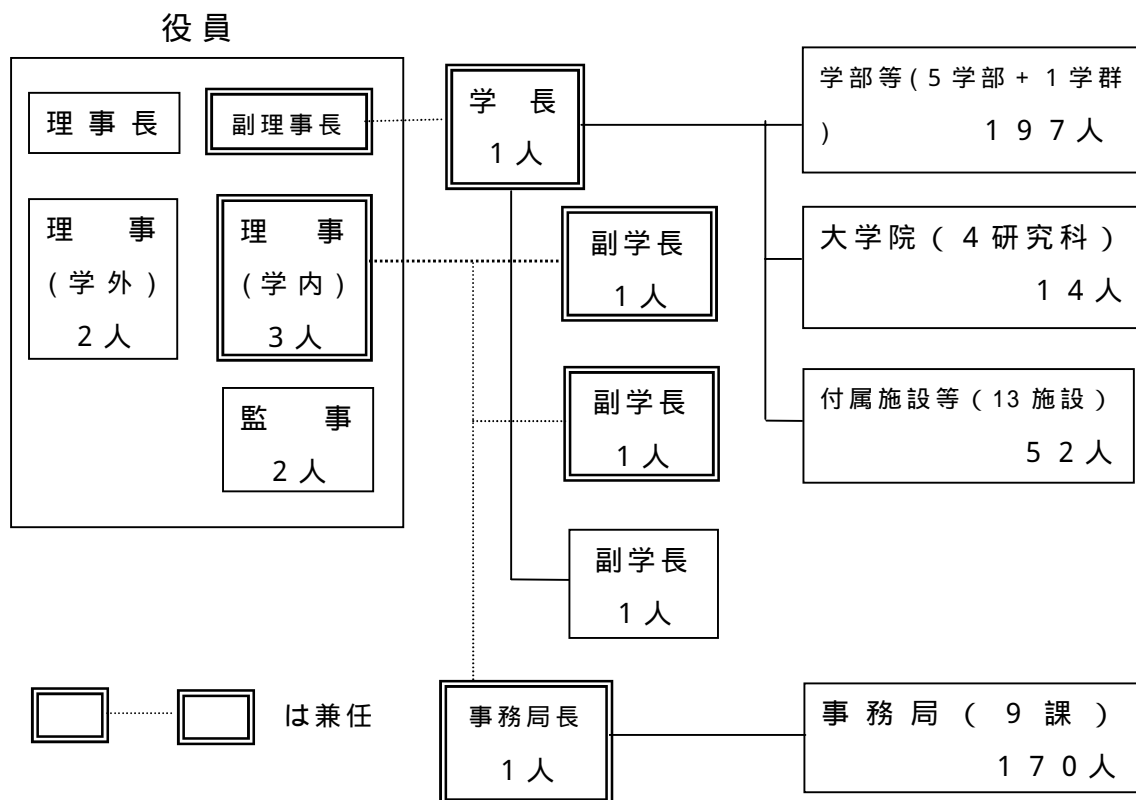 役員
理事長
副理事長
理　事
(学外)
2人
理　事
(学内)
3人
監　事
2人
学　長
1人
副学長
1人
副学長
1人
副学長
1人
事務局長
1人
学部等(5学部+1学群
)　197人
大学院（4研究科）
14人
付属施設等（13施設）
52人
事務局（9課）
170人
は兼任